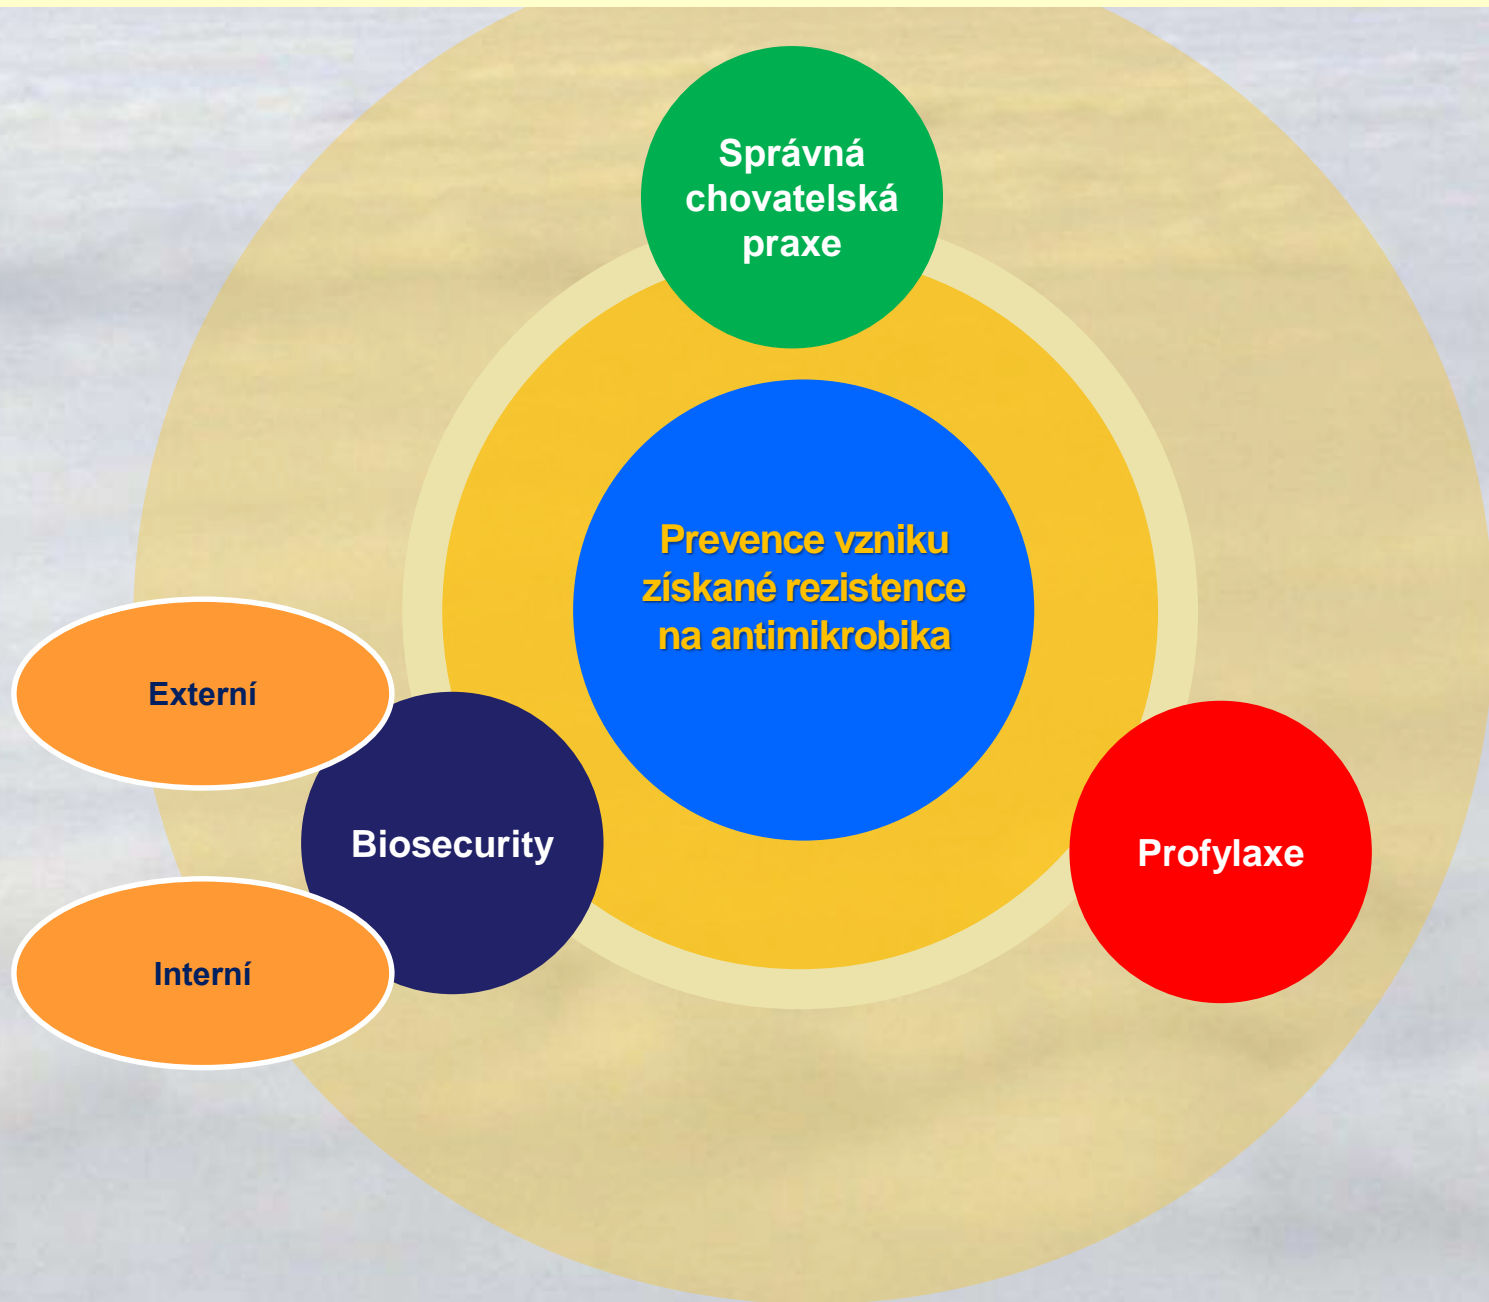 Správná
chovatelská
praxe
Prevence vzniku
získané rezistence
na antimikrobika
Externí
Biosecurity
Profylaxe
Interní